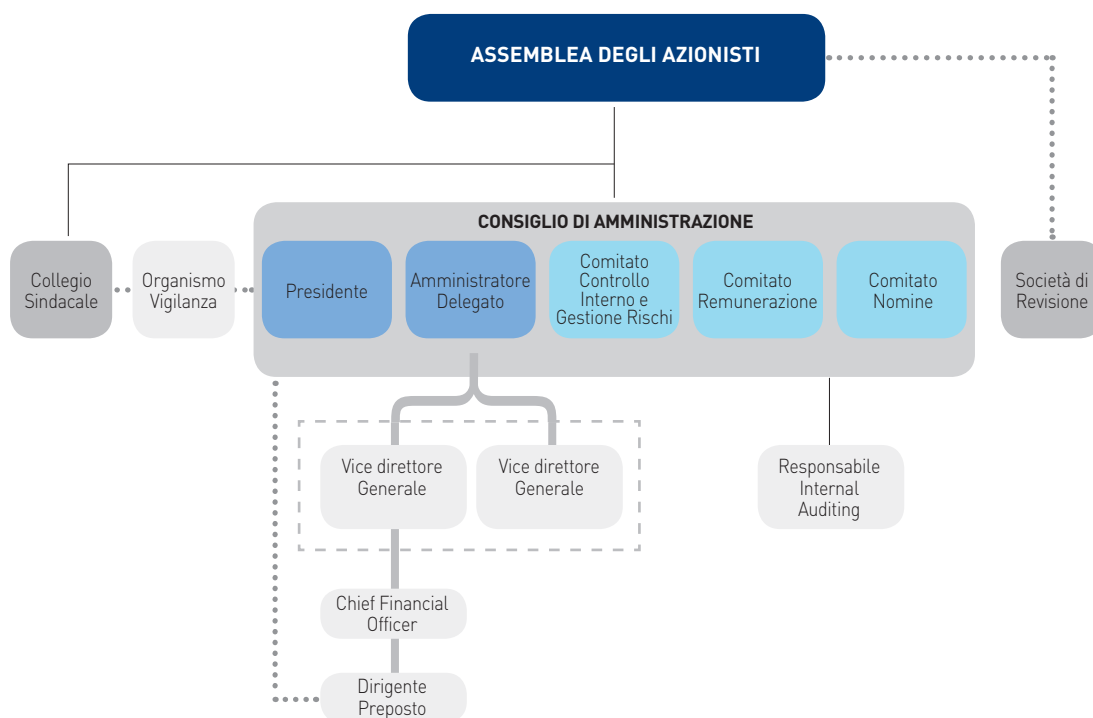 ASSEMBLEA DEGLI AZIONISTI
CONSIGLIO DI AMMINISTRAZIONE
Collegio
Sindacale
Organismo
Vigilanza
Presidente
Amministratore
Delegato
Comitato
Controllo
Interno e
Gestione Rischi
Comitato
Remunerazione
Comitato
Nomine
Società di
Revisione
Vice direttore
Generale
Vice direttore
Generale
Responsabile
Internal
Auditing
Chief Financial
Officer
Dirigente
Preposto